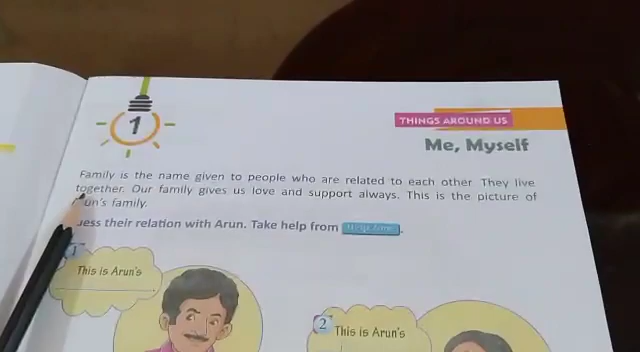 1
THINGS AROUND US
Me, Myself
Family is the name given to people who are related to each other. They live
together. Our family gives us love and support always. This is the picture of
family.
their relation with Arun. Take help from
1
This is Arun's
2
This is Arun's